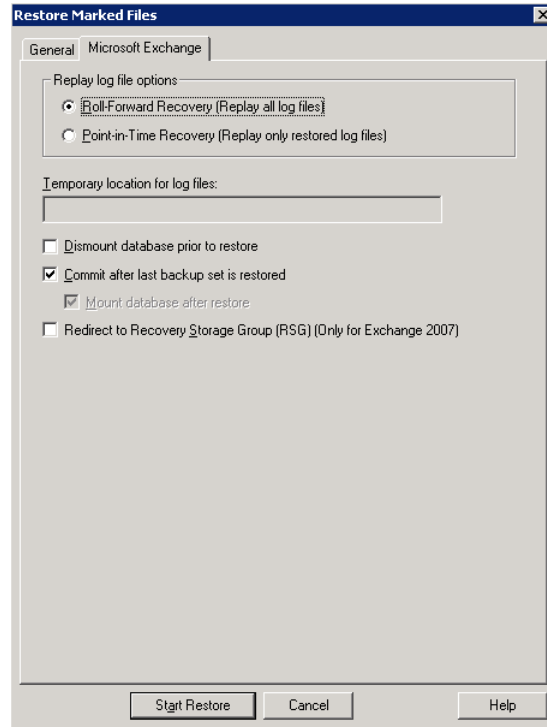 Restore Marked Files
General
Microsoft Exchange
Replay log file options
Roll-Forward Recovery (Replay all log files)
Point-in-Time Recovery (Replay only restored log files)
Temporary location for log files:
Dismount database prior to restore
Commit after last backup set is restored
Mount database after restore
Redirect to Recovery Storage Group (RSG) (Only for Exchange 2007)
Start Restore
Cancel
Help